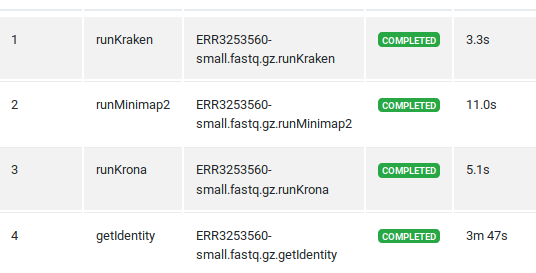 1 runKraken ERR3253560- COMPLETED 3.3s
small.fastq.gz.runKraken
2 runMinimap2 ERR3253560- COMPLETED 11.0s
small.fastq.gz.runMinimap2
3 runKrona ERR3253560- COMPLETED 5.1s
small.fastq.gz.runKrona
4 getIdentity ERR3253560- COMPLETED 3m 47s
small.fastq.gz.getIdentity